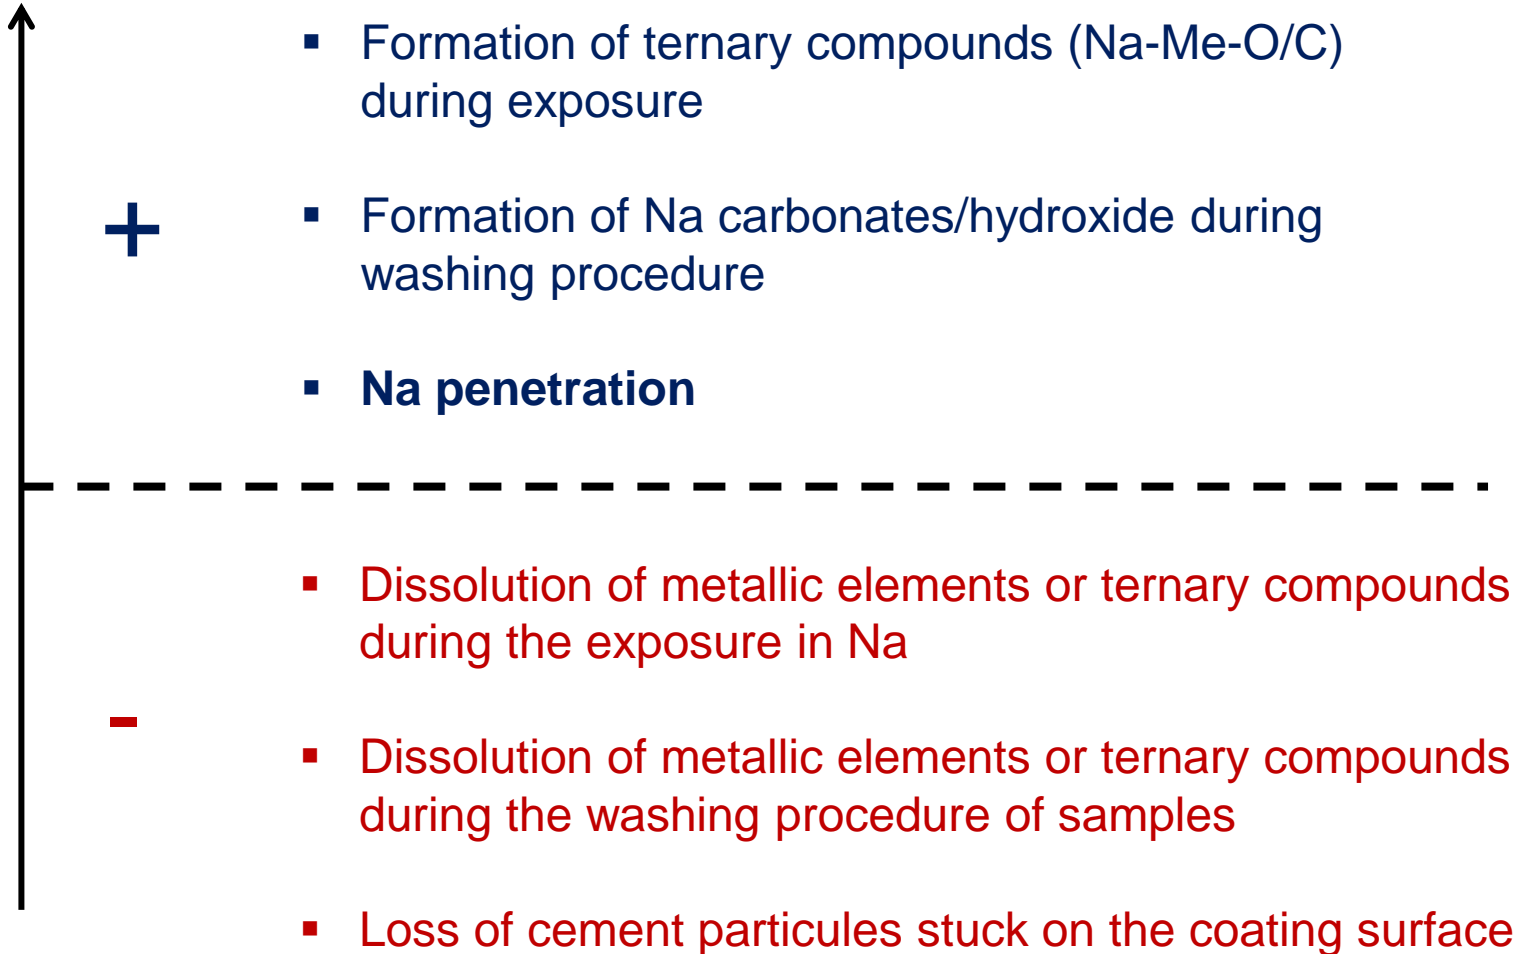 ▪ Formation of ternary compounds (Na-Me-O/C)
during exposure
+
▪ Formation of Na carbonates/hydroxide during
washing procedure
▪ Na penetration
▪ Dissolution of metallic elements or ternary compounds
during the exposure in Na
-
▪ Dissolution of metallic elements or ternary compounds
during the washing procedure of samples
▪ Loss of cement particules stuck on the coating surface